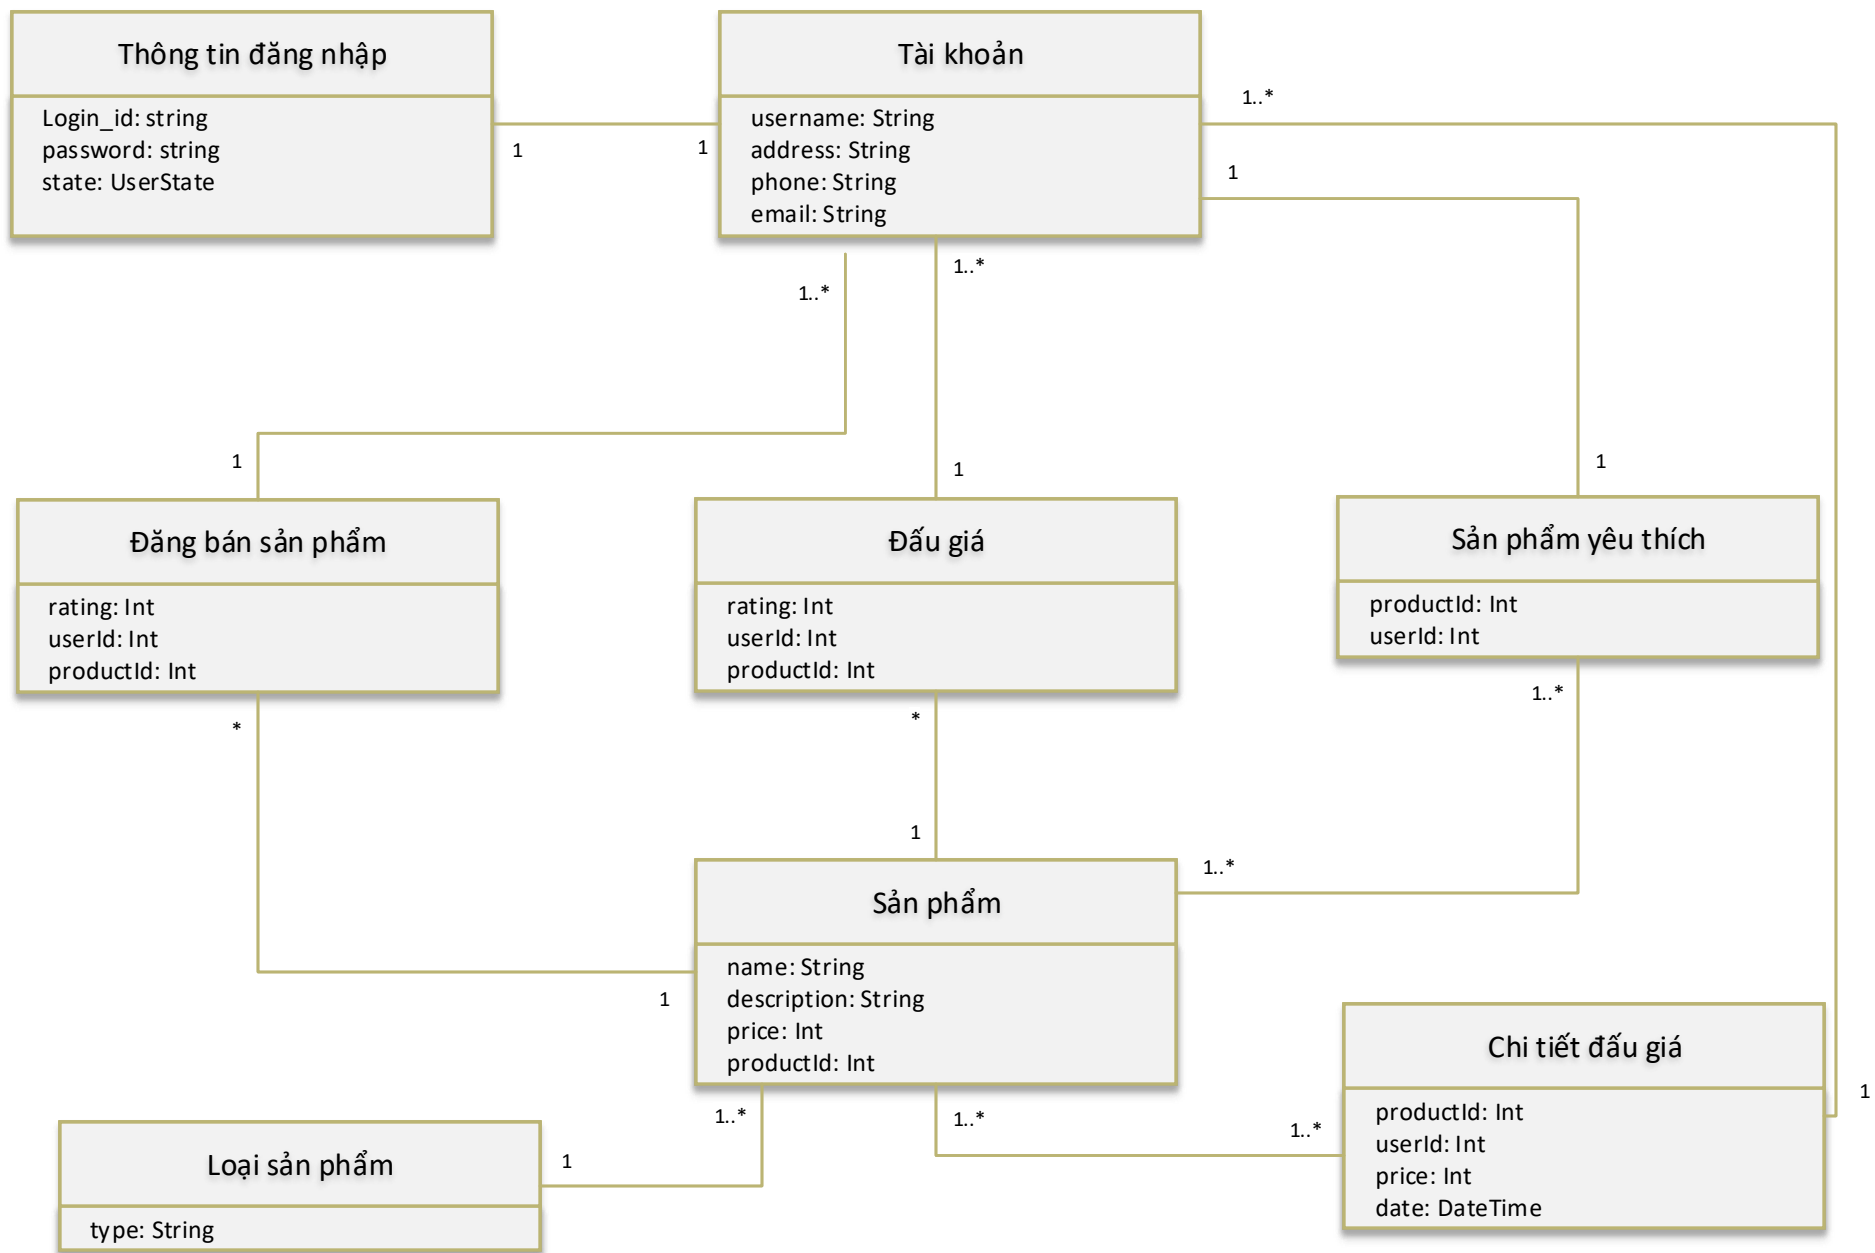 Thông tin đăng nhập
Login_id: string
password: string
state: UserState
1
1
Tài khoản
username: String
address: String
phone: String
email: String
1..*
1
1..*
1..*
1
1
1
Đăng bán sản phẩm
rating: Int
userId: Int
productId: Int
Đấu giá
rating: Int
userId: Int
productId: Int
Sản phẩm yêu thích
productId: Int
userId: Int
*
*
1..*
1
1..*
1
Sản phẩm
name: String
description: String
price: Int
productId: Int
1..*
1..*
1..*
1
Chi tiết đấu giá
productId: Int
userId: Int
price: Int
date: DateTime
1
Loại sản phẩm
type: String